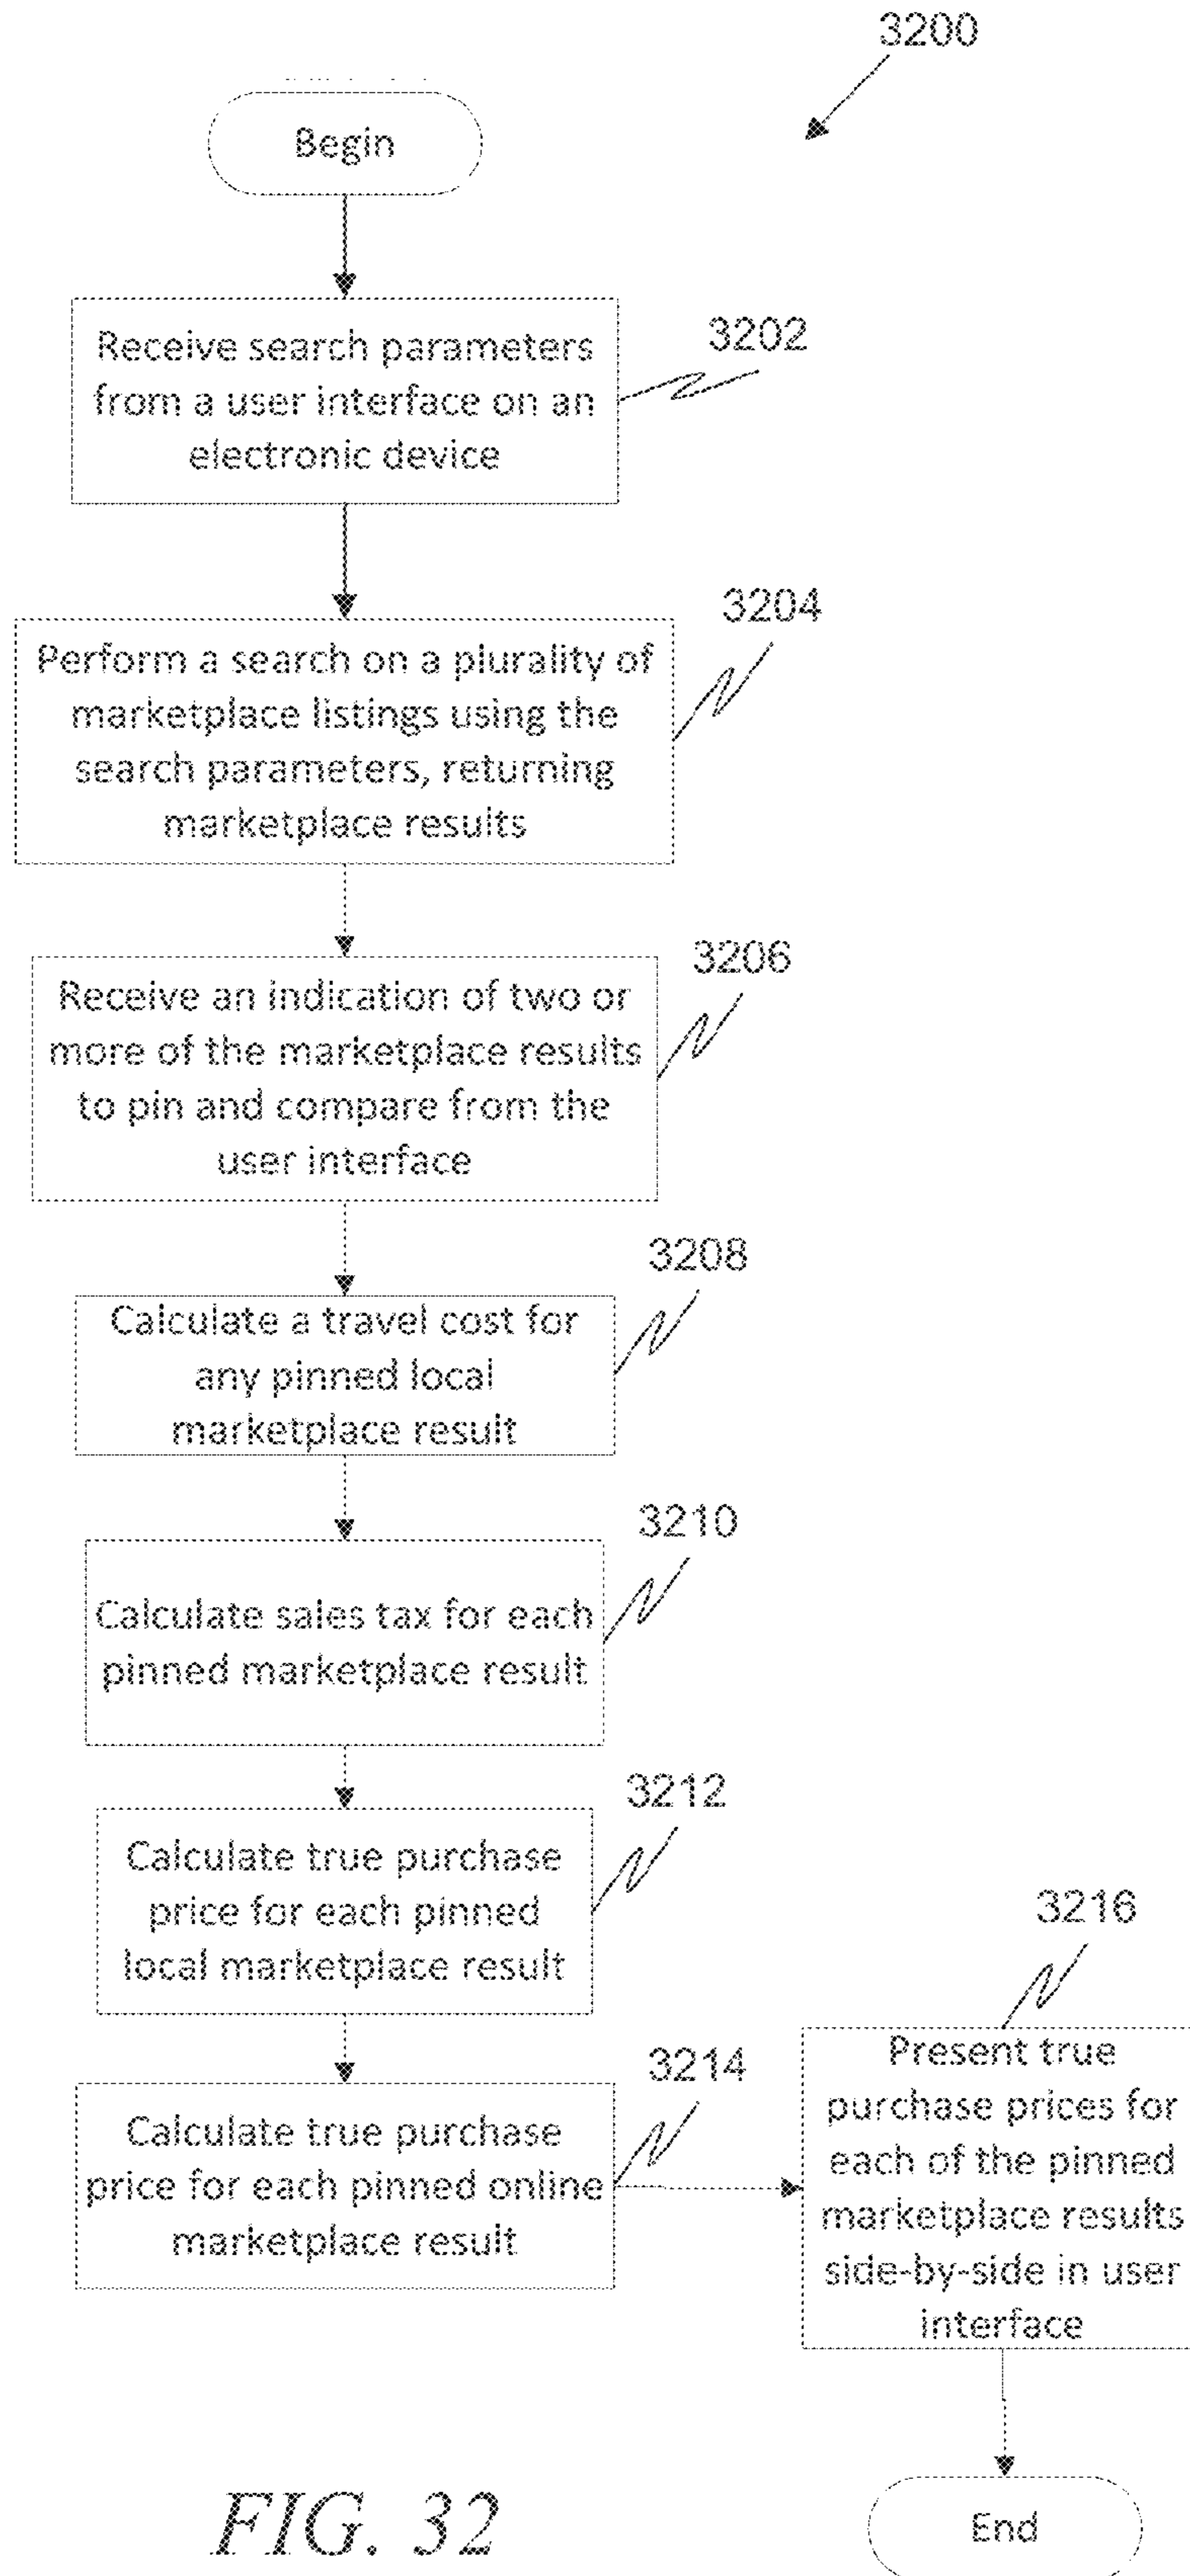 3200
Begin
Receive search parameters
from a user interface on an
electronic device
3202
Perform a search on a plurality of
marketplace listings using the
search parameters, returning
marketplace results
3204
Receive an indication of two or
more of the marketplace results
to pin and compare from the
user interface
3206
Calculate a travel cost for
any pinned local
marketplace result
3208
Calculate sales tax for each
pinned marketplace result
3210
Calculate true purchase
price for each pinned
local marketplace result
3212
Calculate true purchase
price for each pinned online
marketplace result
3214
Present true
purchase prices for
each of the pinned
marketplace results
side-by-side in user
interface
3216
End
FIG. 32